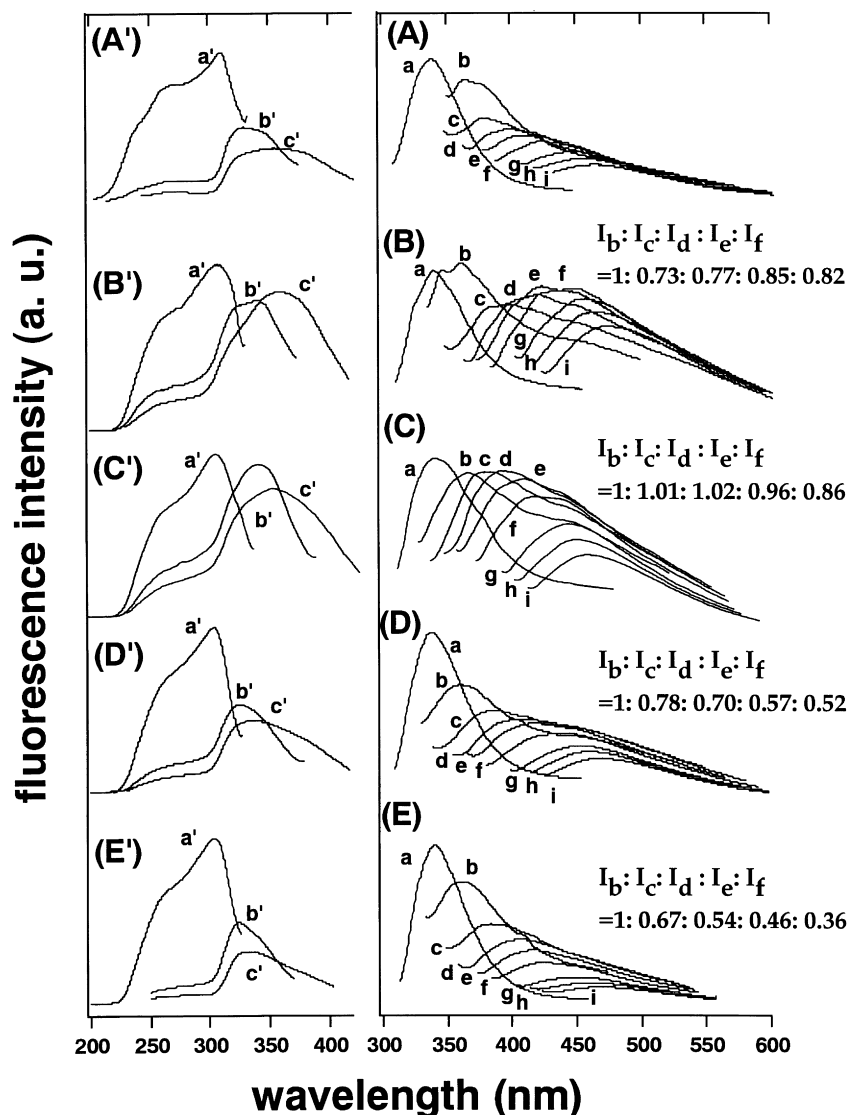 (A')
a'
b'
c'
(A)
a
b
c
d
e
f
g
h
i
(B')
a'
b'
c'
(B)
a
b
c
d
e
f
g
h
i
I_b: I_c: I_d : I_e: I_f
=1: 0.73: 0.77: 0.85: 0.82
(C')
a'
b'
c'
(C)
a
b
c
d
e
f
g
h
i
I_b: I_c: I_d : I_e: I_f
=1: 1.01: 1.02: 0.96: 0.86
(D')
a'
b'
c'
(D)
a
b
c
d
e
f
g
h
i
I_b: I_c: I_d : I_e: I_f
=1: 0.78: 0.70: 0.57: 0.52
(E')
a'
b'
c'
(E)
a
b
c
d
e
f
g
h
i
I_b: I_c: I_d : I_e: I_f
=1: 0.67: 0.54: 0.46: 0.36
fluorescence intensity (a. u.)
200 250 300 350 400
300 350 400 450 500 550 600
wavelength (nm)